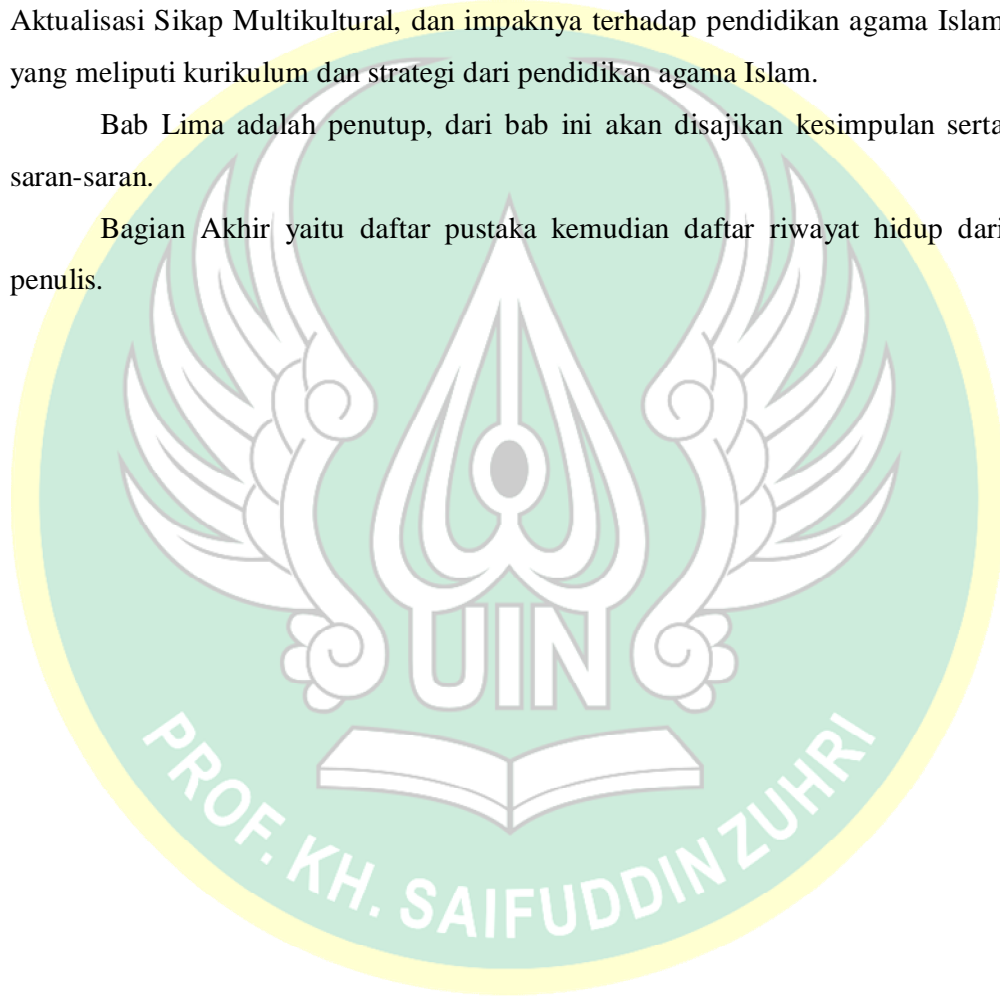 Aktualisasi Sikap Multikultural, dan impaknya terhadap pendidikan agama Islam
yang meliputi kurikulum dan strategi dari pendidikan agama Islam.
Bab Lima adalah penutup, dari bab ini akan disajikan kesimpulan serta
saran-saran.
Bagian Akhir yaitu daftar pustaka kemudian daftar riwayat hidup dari
penulis.
UIN
PROF. KH. SAIFUDDIN ZUHRI